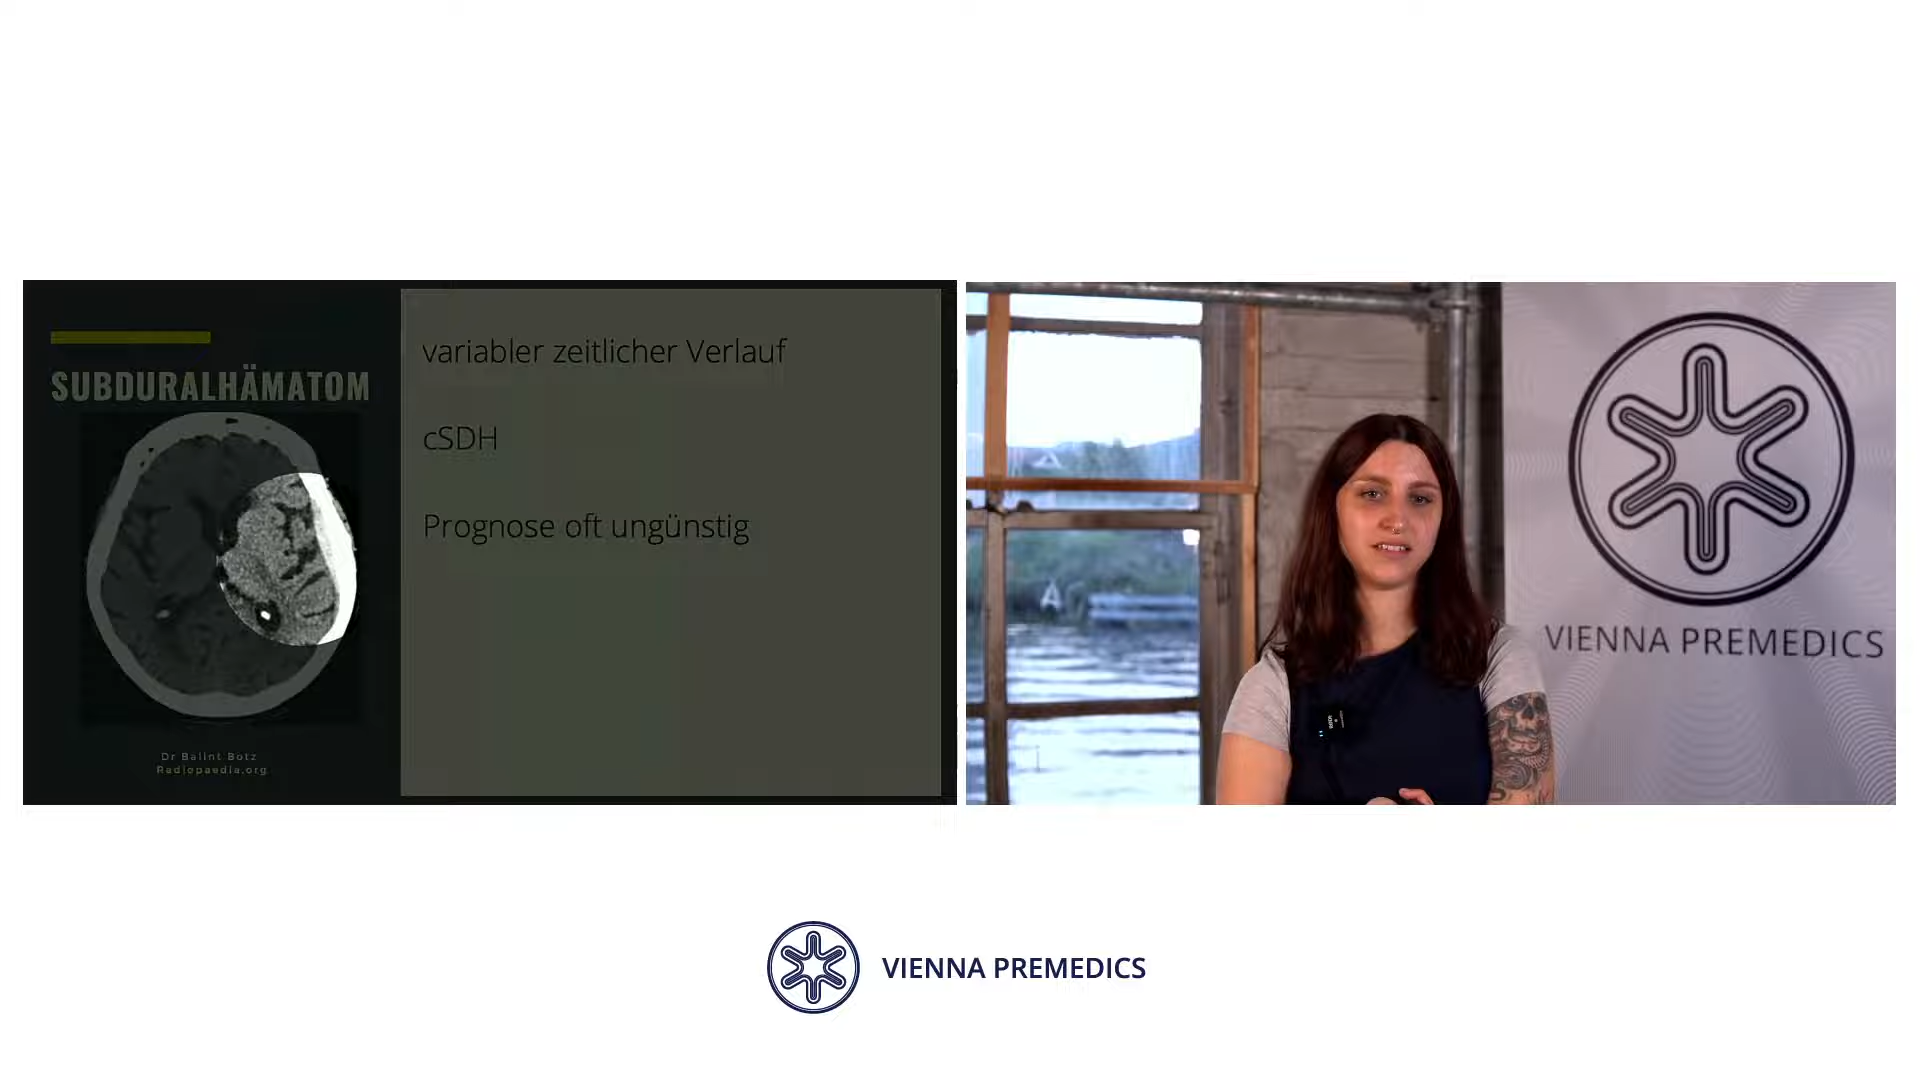 SUBDURALHÄMATOM
Dr Balint Botz
Radiopaedia.org
variabler zeitlicher Verlauf
cSDH
Prognose oft ungünstig
VIENNA PREMEDICS
VIENNA PREMEDICS